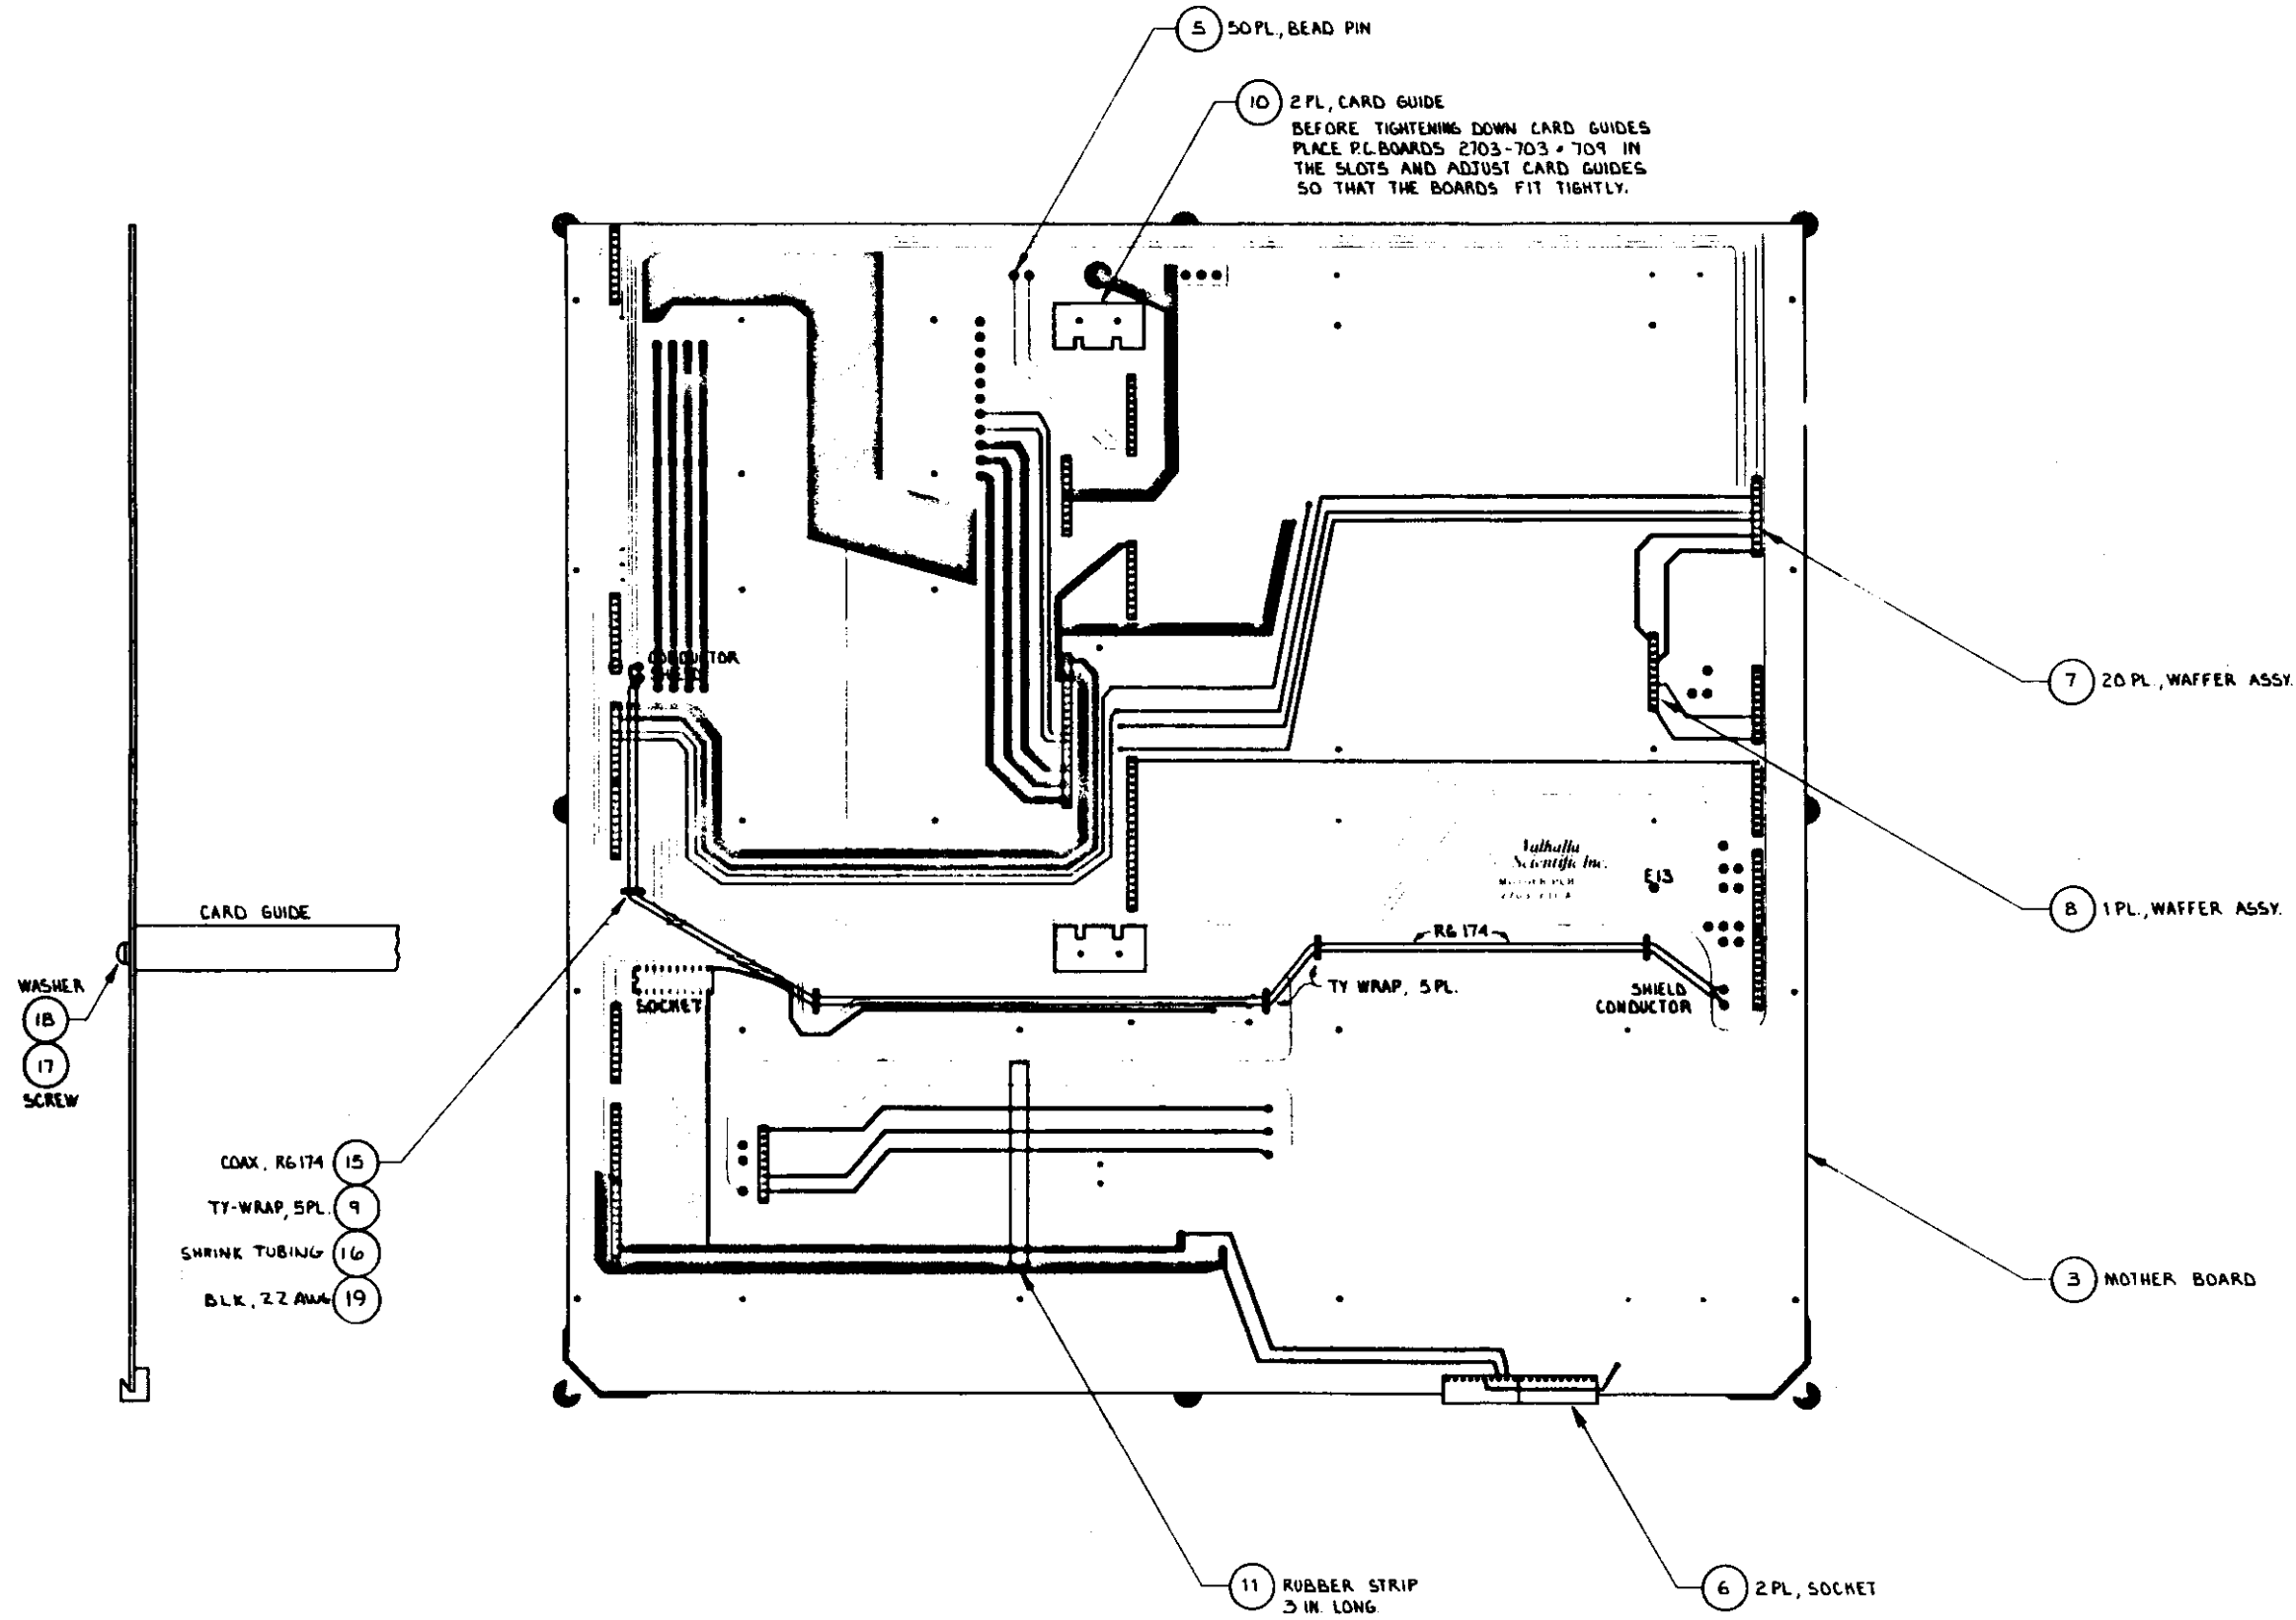 5 50 PL., BEAD PIN
10 2 PL, CARD GUIDE
BEFORE TIGHTENING DOWN CARD GUIDES
PLACE P.C. BOARDS 2703-703 • 709 IN
THE SLOTS AND ADJUST CARD GUIDES
SO THAT THE BOARDS FIT TIGHTLY.
CONDUCTOR
7 20 PL., WAFFER ASSY.
Valhalla
Scientific Inc.
MOTHER PCB
E13
CARD GUIDE
8 1 PL., WAFFER ASSY.
RG 174
WASHER
18
17
SCREW
SOCKET
TY WRAP, 5 PL.
SHIELD
CONDUCTOR
COAX, RG174 15
TY-WRAP, 5PL. 9
SHRINK TUBING 16
BLK, 22 AWG 19
3 MOTHER BOARD
11 RUBBER STRIP
3 IN. LONG.
6 2 PL, SOCKET